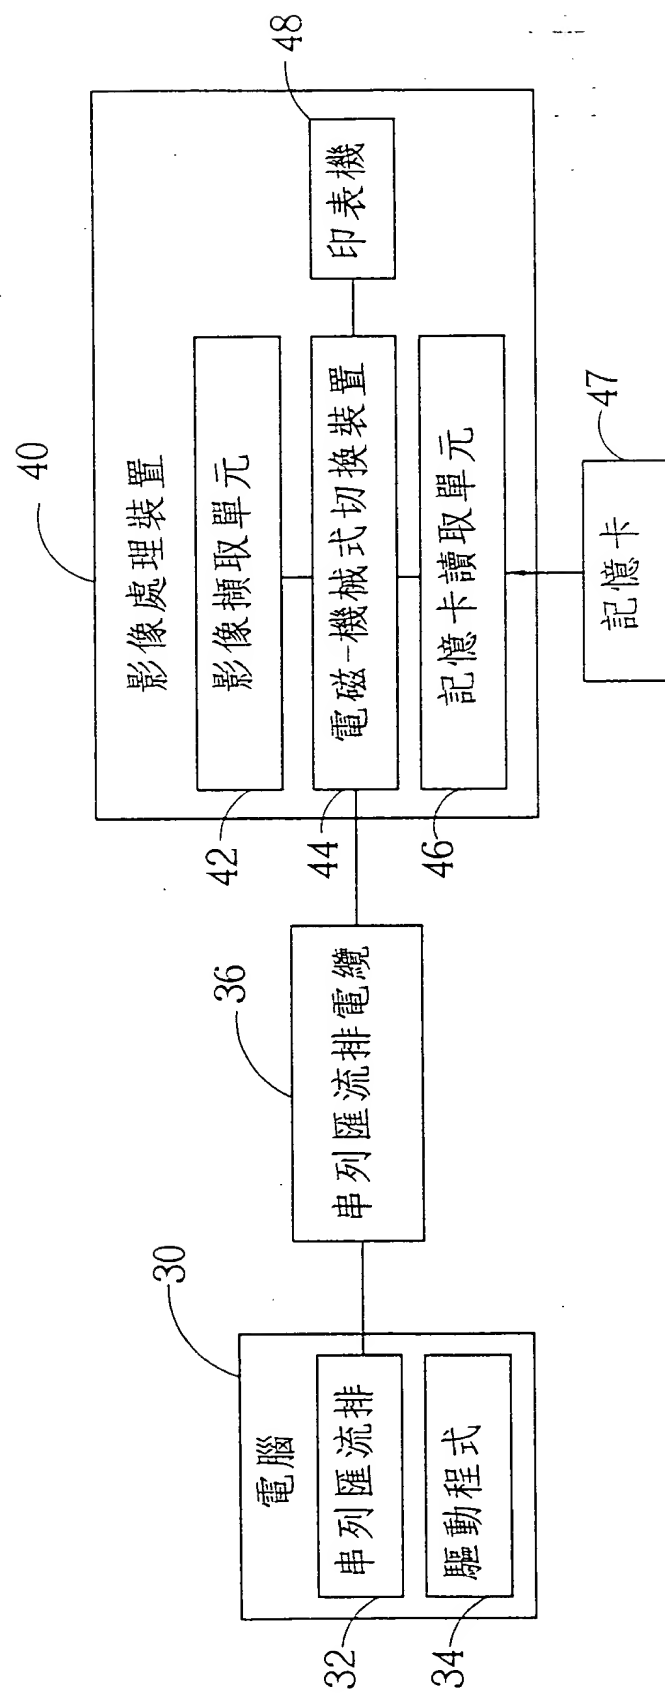 30
電腦
32
串列匯流排
34
驅動程式
36
串列匯流排電纜
40
影像處理裝置
42
影像擷取單元
44
電磁-機械式切換裝置
46
記憶卡讀取單元
48
印表機
47
記憶卡